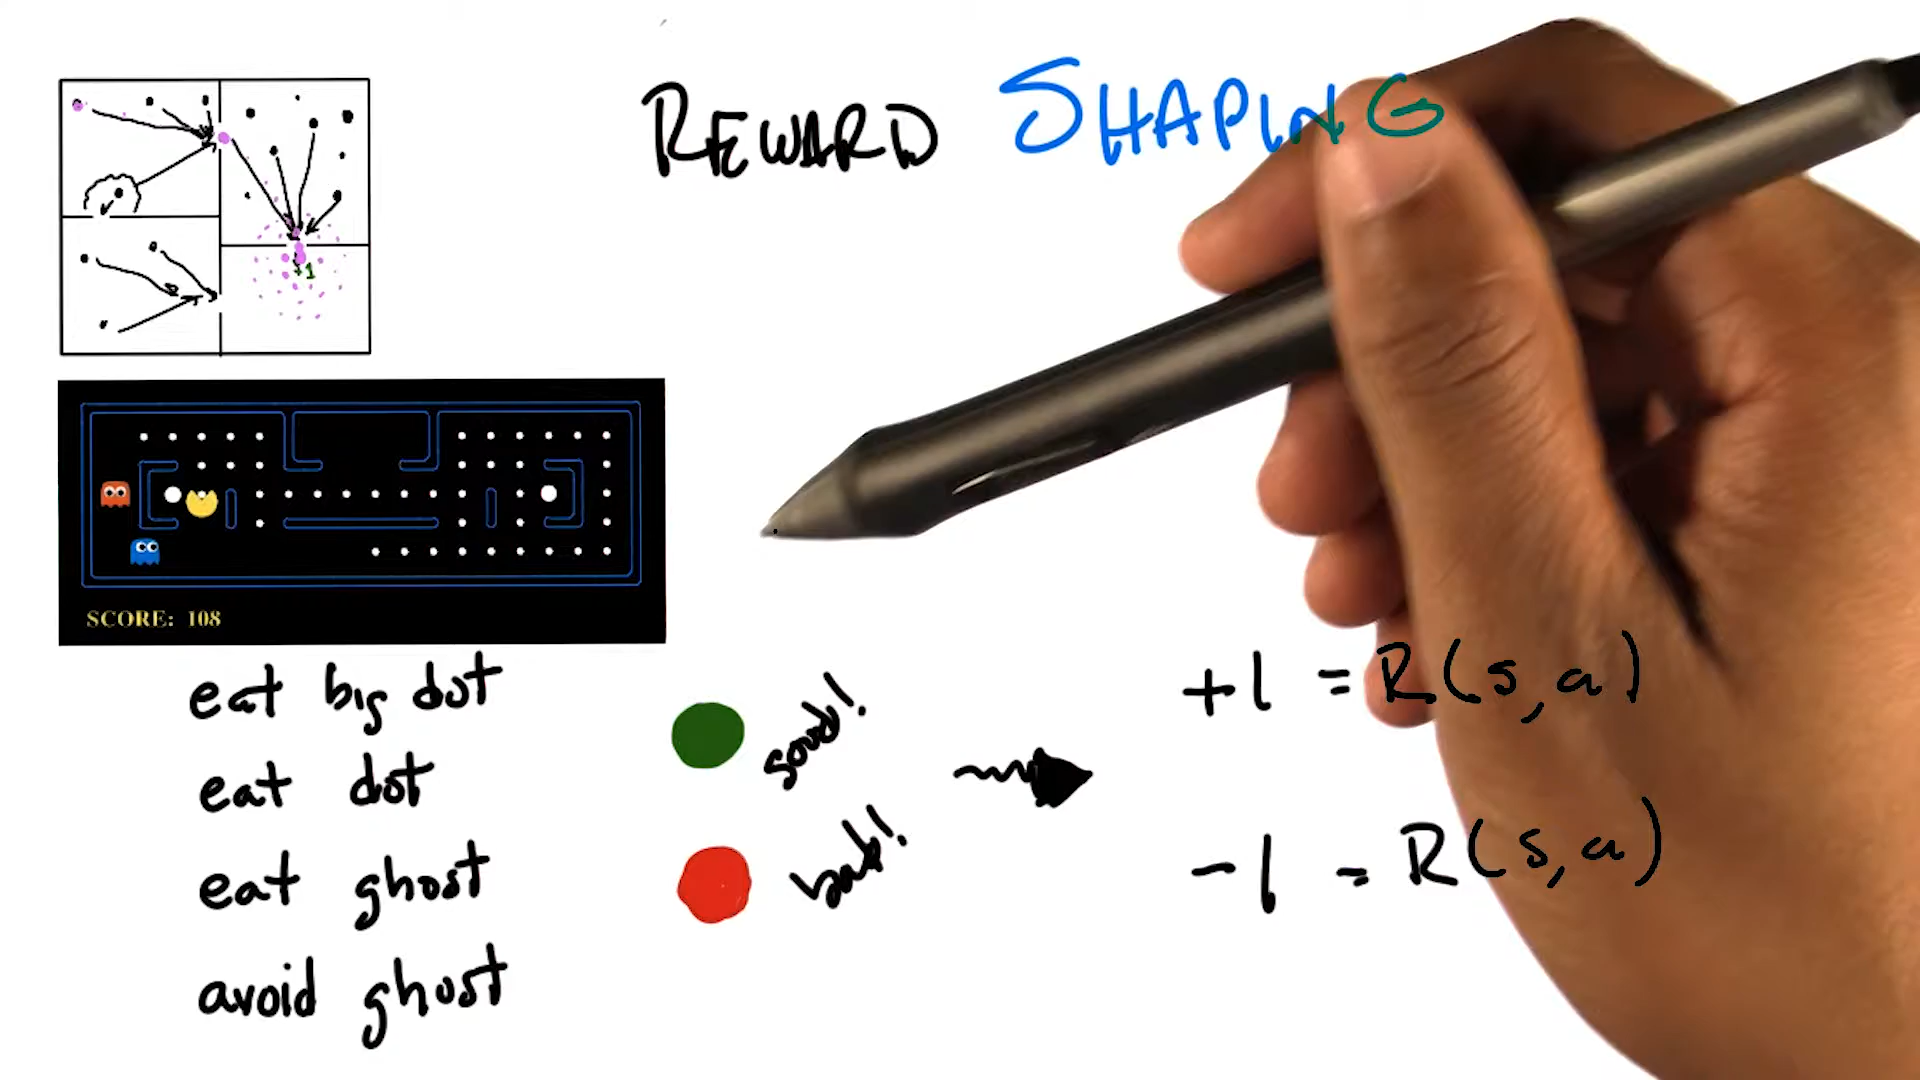 REWARD SHAPING
+1
SCORE: 108
eat big dot
eat dot
eat ghost
avoid ghost
good!
bad!
+1 = R(s,a)
-1 = R(s,a)